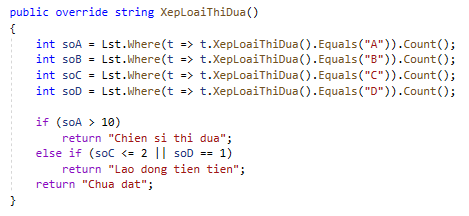 public override string XepLoaiThiDua()
{
    int soA = Lst.Where(t => t.XepLoaiThiDua().Equals("A")).Count();
    int soB = Lst.Where(t => t.XepLoaiThiDua().Equals("B")).Count();
    int soC = Lst.Where(t => t.XepLoaiThiDua().Equals("C")).Count();
    int soD = Lst.Where(t => t.XepLoaiThiDua().Equals("D")).Count();

    if (soA > 10)
        return "Chien si thi dua";
    else if (soC <= 2 || soD == 1)
        return "Lao dong tien tien";
    return "Chua dat";
}